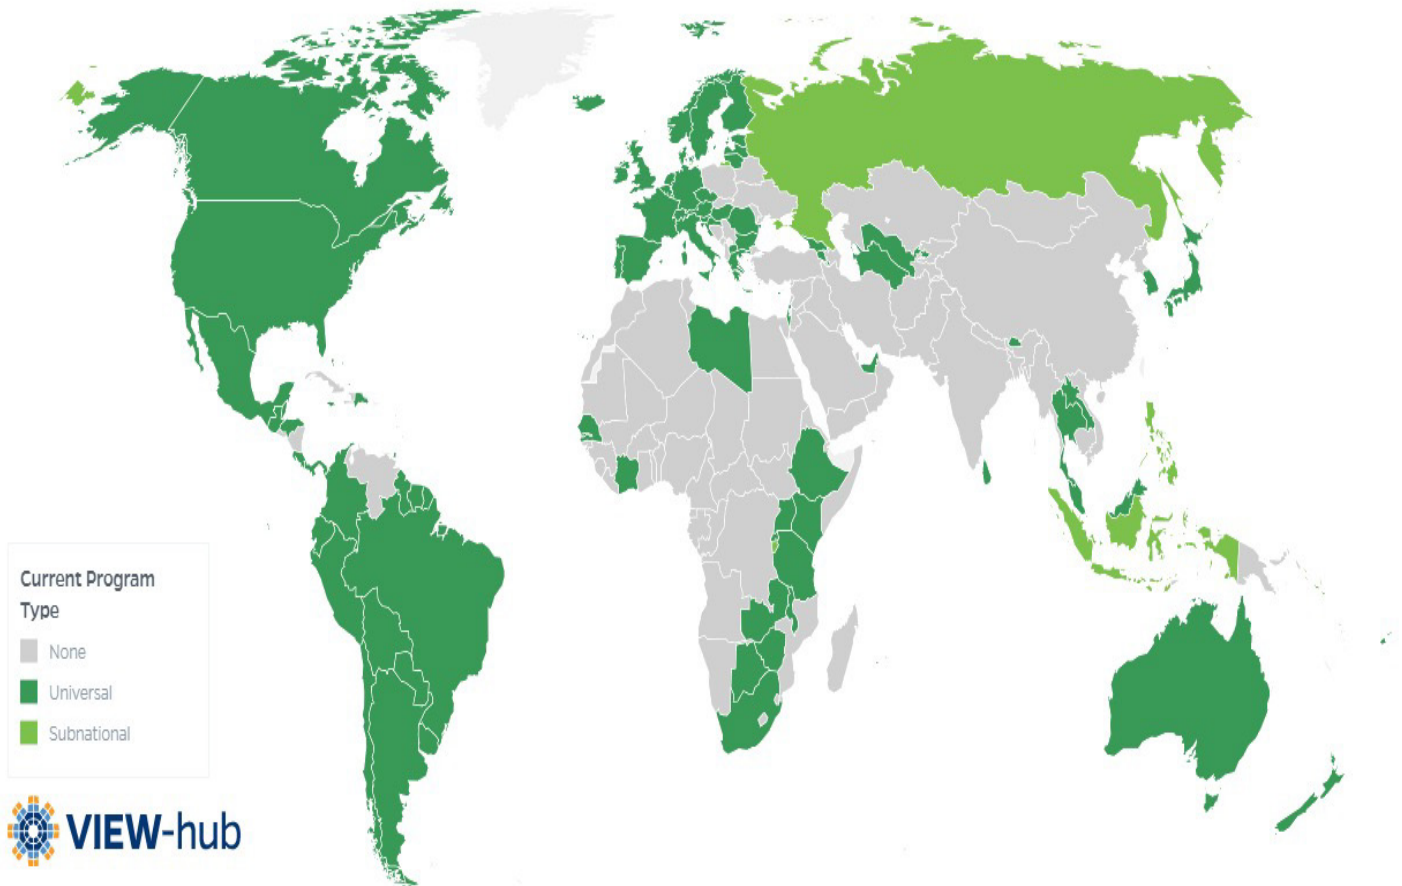 Current Program
Type
None
Universal
Subnational
VIEW-hub